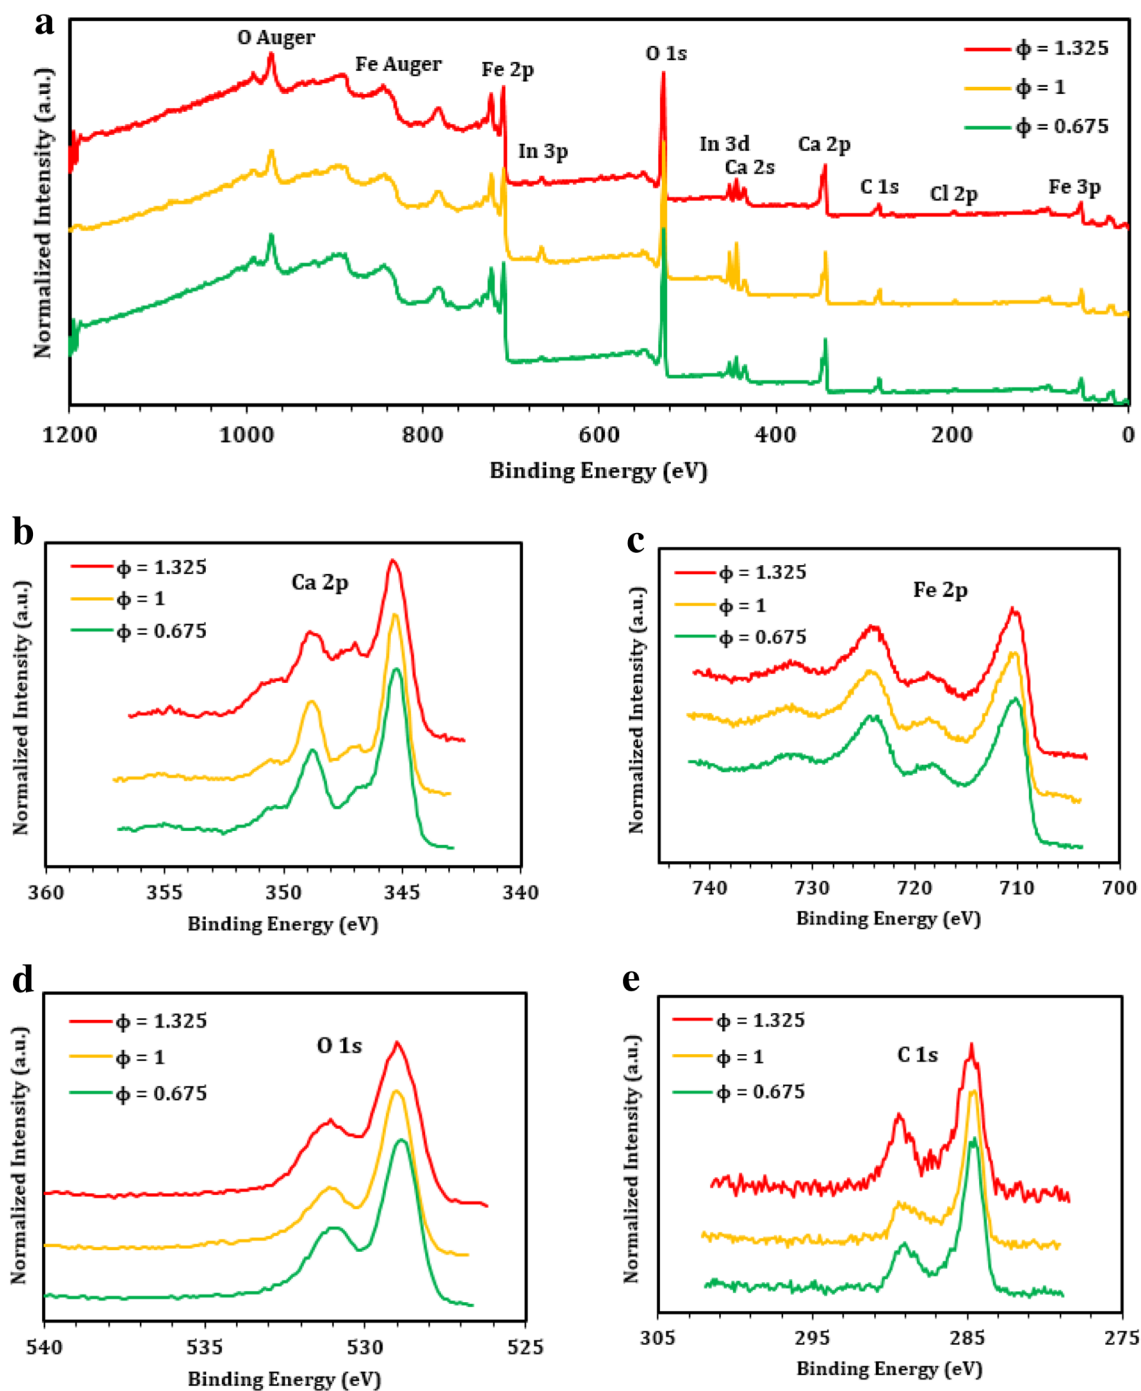 a
O Auger
Fe Auger
Fe 2p
In 3p
O 1s
In 3d
Ca 2s
Ca 2p
C 1s
Cl 2p
Fe 3p
ϕ = 1.325
ϕ = 1
ϕ = 0.675
Normalized Intensity (a.u.)
1200 1000 800 600 400 200 0
Binding Energy (eV)
b
ϕ = 1.325
ϕ = 1
ϕ = 0.675
Ca 2p
Normalized Intensity (a.u.)
360 355 350 345 340
Binding Energy (eV)
c
ϕ = 1.325
ϕ = 1
ϕ = 0.675
Fe 2p
Normalized Intensity (a.u.)
740 730 720 710 700
Binding Energy (eV)
d
ϕ = 1.325
ϕ = 1
ϕ = 0.675
O 1s
Normalized Intensity (a.u.)
540 535 530 525
Binding Energy (eV)
e
ϕ = 1.325
ϕ = 1
ϕ = 0.675
C 1s
Normalized Intensity (a.u.)
305 295 285 275
Binding Energy (eV)